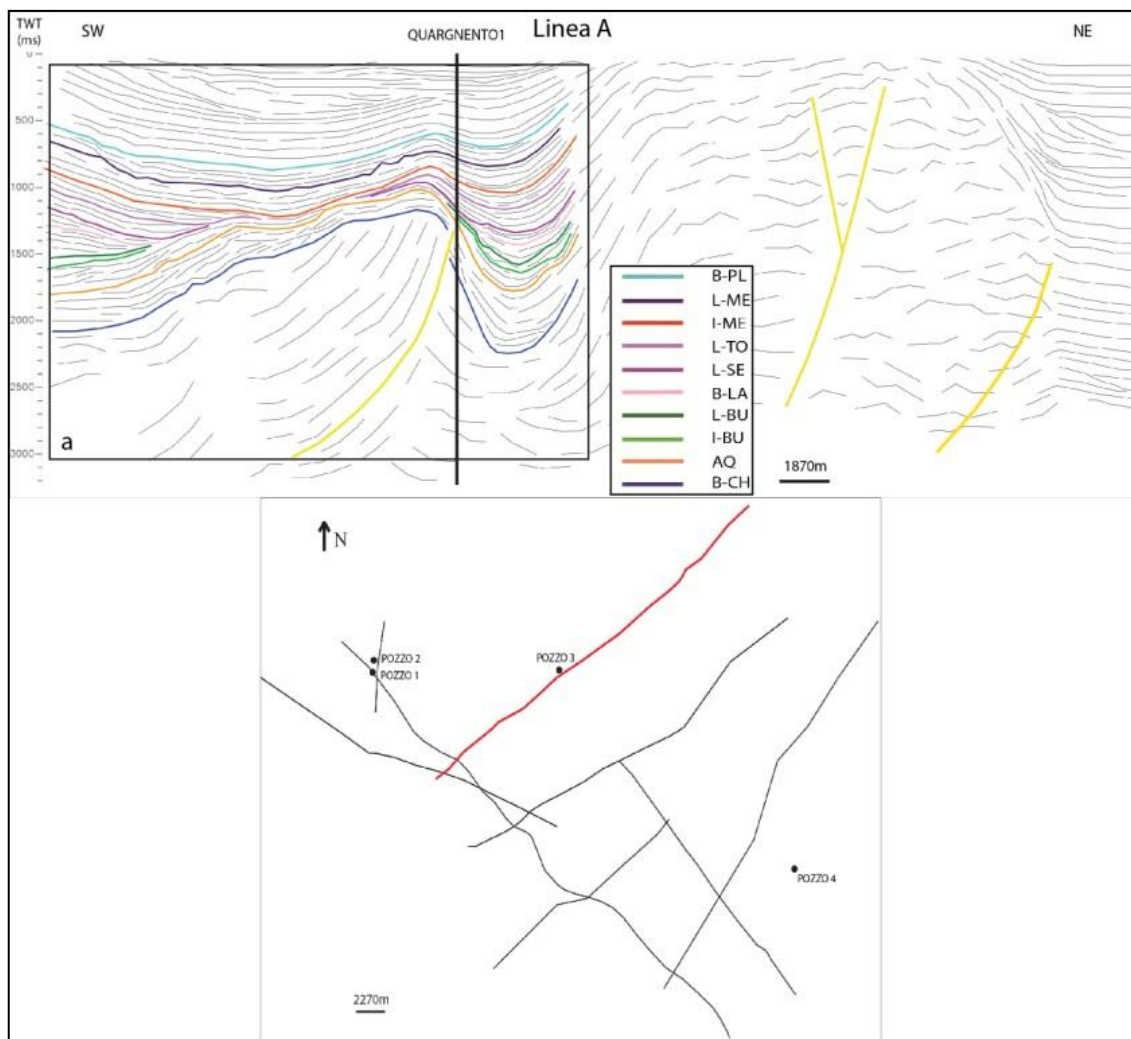 TWT
(ms)
SW
QUARGNENTO1
Linea A
NE
0
500
1000
1500
2000
2500
3000
a
B-PL
L-ME
I-ME
L-TO
L-SE
B-LA
L-BU
I-BU
AQ
B-CH
1870m
N
POZZO 2
POZZO 1
POZZO 3
POZZO 4
2270m